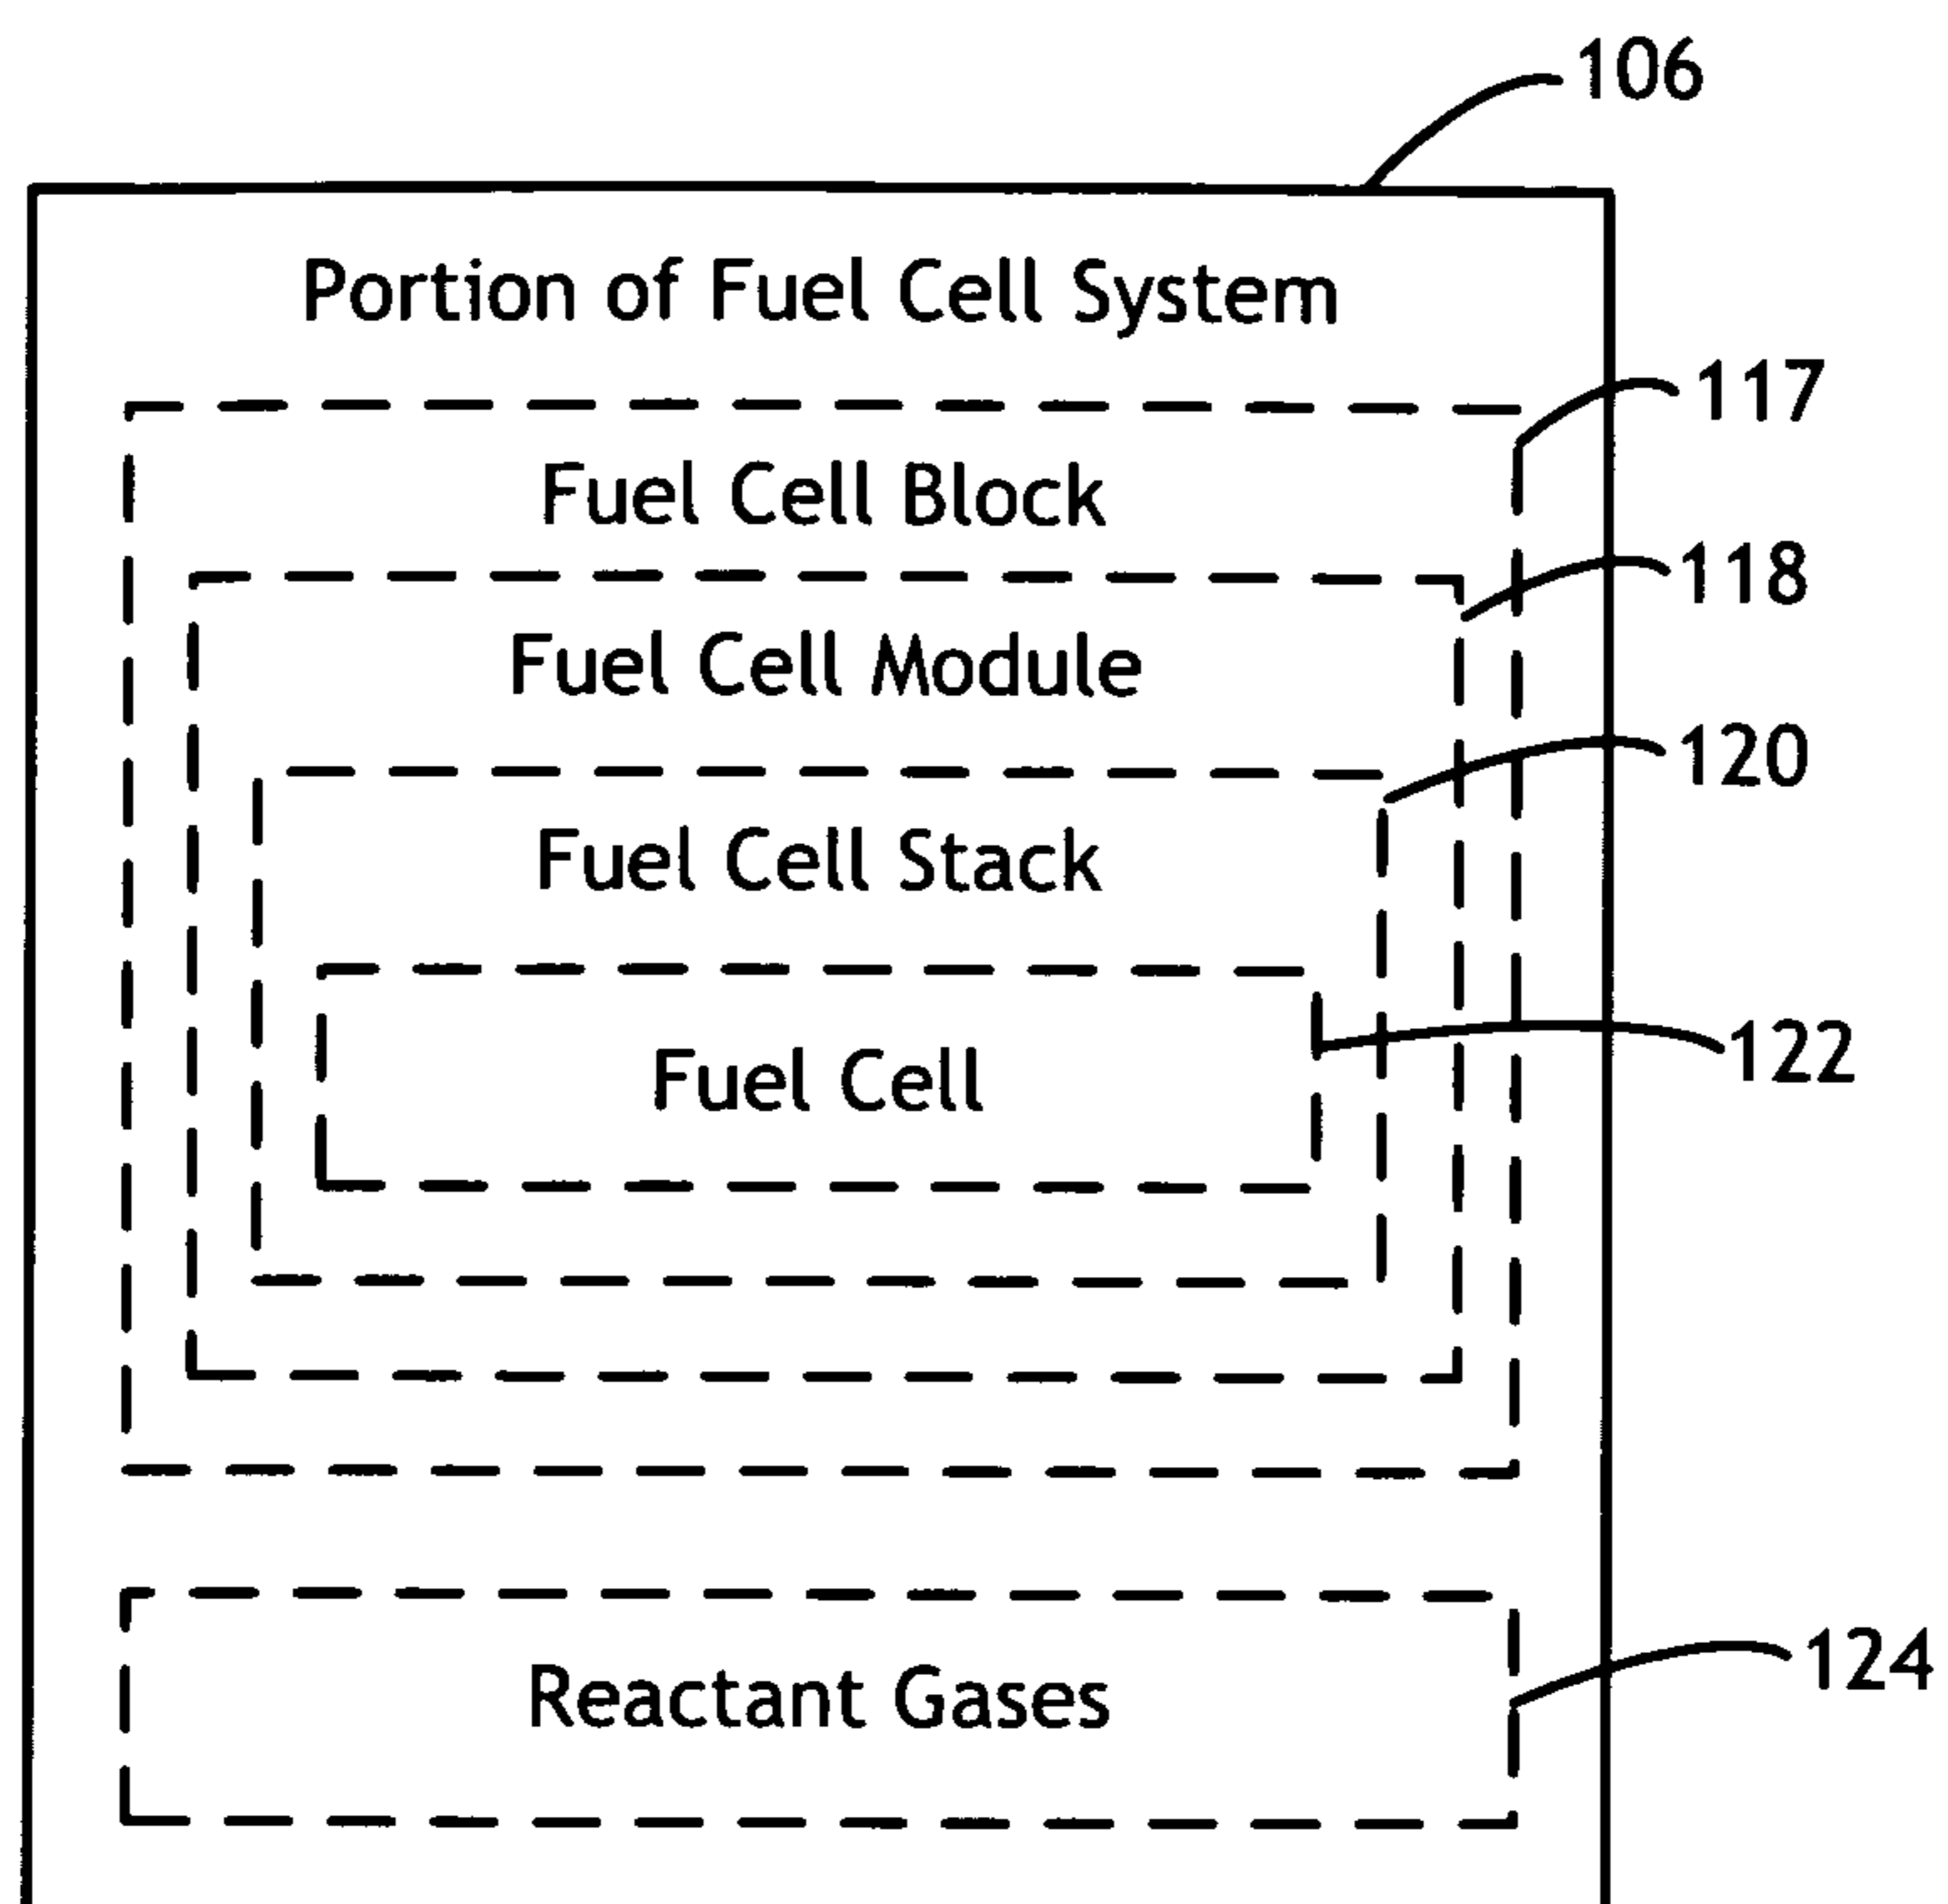 106
Portion of Fuel Cell System
117
Fuel Cell Block
118
Fuel Cell Module
120
Fuel Cell Stack
122
Fuel Cell
124
Reactant Gases